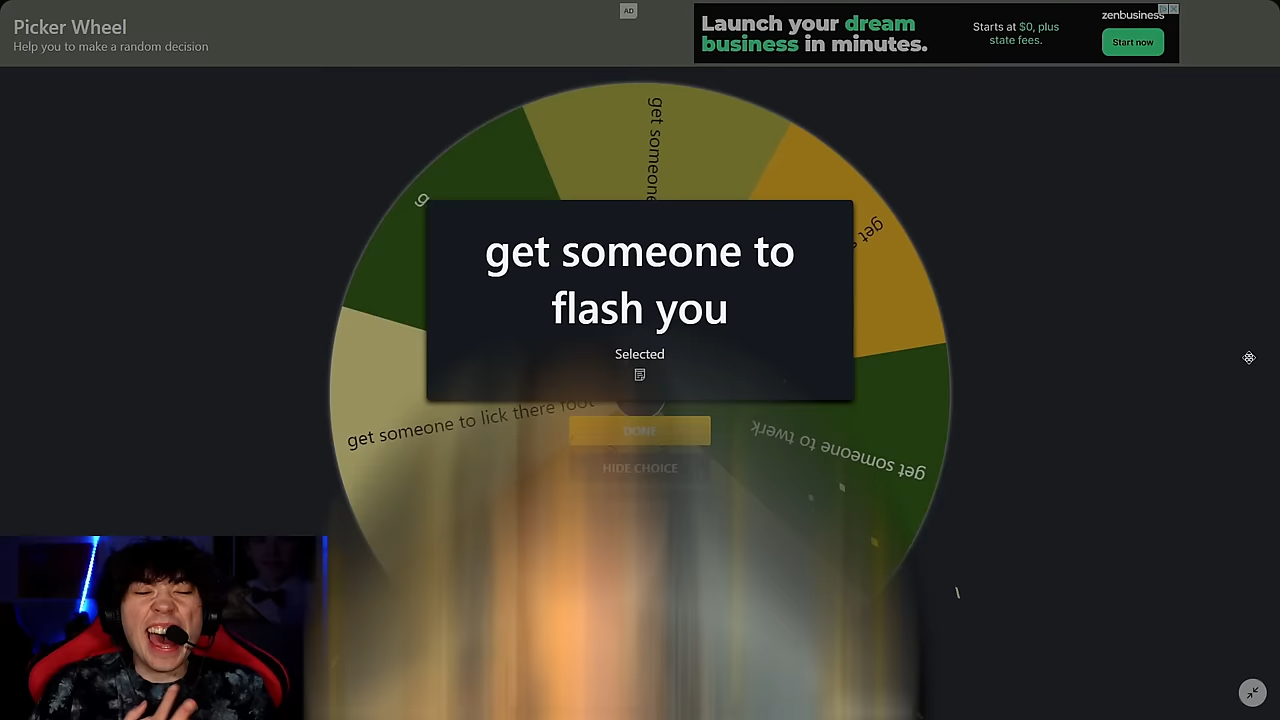 Picker Wheel
Help you to make a random decision
AD
Launch your dream
business in minutes.
Starts at $0, plus
state fees.
zenbusiness
Start now
get someone
g
get s
get someone to
flash you
Selected
get someone to lick there foot
DONE
get someone to twerk
HIDE CHOICE